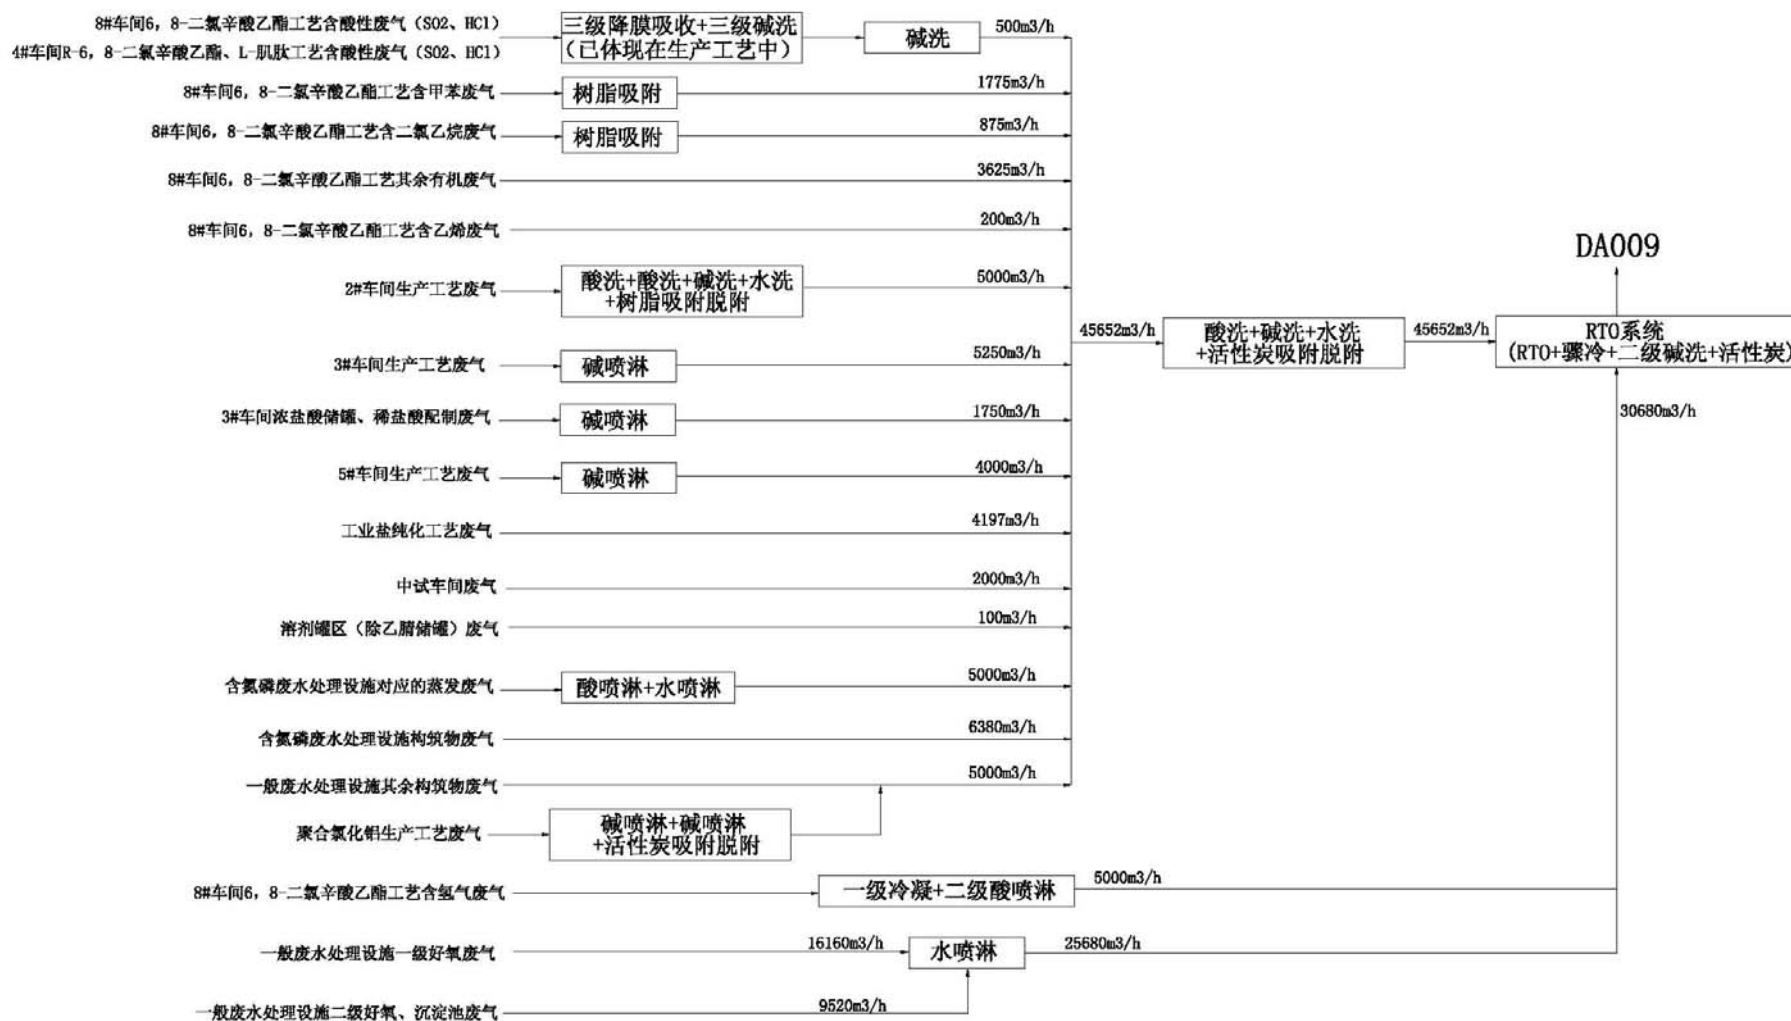 8#车间6，8-二氯辛酸乙酯工艺含酸性废气（SO2、HCl）
4#车间R-6，8-二氯辛酸乙酯、L-肌肽工艺含酸性废气（SO2、HCl）
三级降膜吸收+三级碱洗
（已体现在生产工艺中）
碱洗
500m3/h
8#车间6，8-二氯辛酸乙酯工艺含甲苯废气
树脂吸附
1775m3/h
8#车间6，8-二氯辛酸乙酯工艺含二氯乙烷废气
树脂吸附
875m3/h
8#车间6，8-二氯辛酸乙酯工艺其余有机废气
3625m3/h
8#车间6，8-二氯辛酸乙酯工艺含乙烯废气
200m3/h
2#车间生产工艺废气
酸洗+酸洗+碱洗+水洗
+树脂吸附脱附
5000m3/h
3#车间生产工艺废气
碱喷淋
5250m3/h
3#车间浓盐酸储罐、稀盐酸配制废气
碱喷淋
1750m3/h
5#车间生产工艺废气
碱喷淋
4000m3/h
工业盐纯化工艺废气
4197m3/h
中试车间废气
2000m3/h
溶剂罐区（除乙腈储罐）废气
100m3/h
含氮磷废水处理设施对应的蒸发废气
酸喷淋+水喷淋
5000m3/h
含氮磷废水处理设施构筑物废气
6380m3/h
一般废水处理设施其余构筑物废气
5000m3/h
聚合氯化铝生产工艺废气
碱喷淋+碱喷淋
+活性炭吸附脱附
45652m3/h
酸洗+碱洗+水洗
+活性炭吸附脱附
45652m3/h
DA009
RTO系统
(RTO+骤冷+二级碱洗+活性炭)
30680m3/h
8#车间6，8-二氯辛酸乙酯工艺含氢气废气
一级冷凝+二级酸喷淋
5000m3/h
一般废水处理设施一级好氧废气
16160m3/h
水喷淋
25680m3/h
一般废水处理设施二级好氧、沉淀池废气
9520m3/h